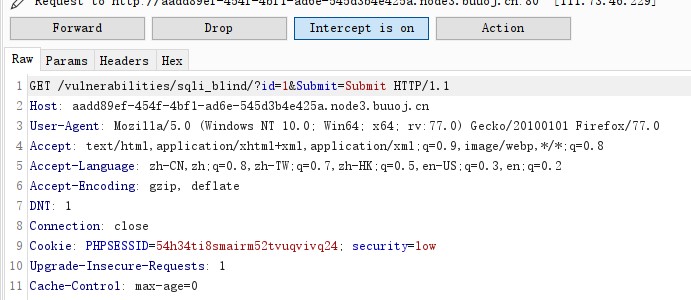 Request to http://aadd89ef-454f-4bf1-ad6e-545d3b4e425a.node3.buuoj.cn:80 [111.73.46.229]
Forward Drop Intercept is on Action
Raw Params Headers Hex
1 GET /vulnerabilities/sqli_blind/?id=1&Submit=Submit HTTP/1.1
2 Host: aadd89ef-454f-4bf1-ad6e-545d3b4e425a.node3.buuoj.cn
3 User-Agent: Mozilla/5.0 (Windows NT 10.0; Win64; x64; rv:77.0) Gecko/20100101 Firefox/77.0
4 Accept: text/html,application/xhtml+xml,application/xml;q=0.9,image/webp,*/*;q=0.8
5 Accept-Language: zh-CN,zh;q=0.8,zh-TW;q=0.7,zh-HK;q=0.5,en-US;q=0.3,en;q=0.2
6 Accept-Encoding: gzip, deflate
7 DNT: 1
8 Connection: close
9 Cookie: PHPSESSID=54h34ti8smairm52tvuqvivq24; security=low
10 Upgrade-Insecure-Requests: 1
11 Cache-Control: max-age=0